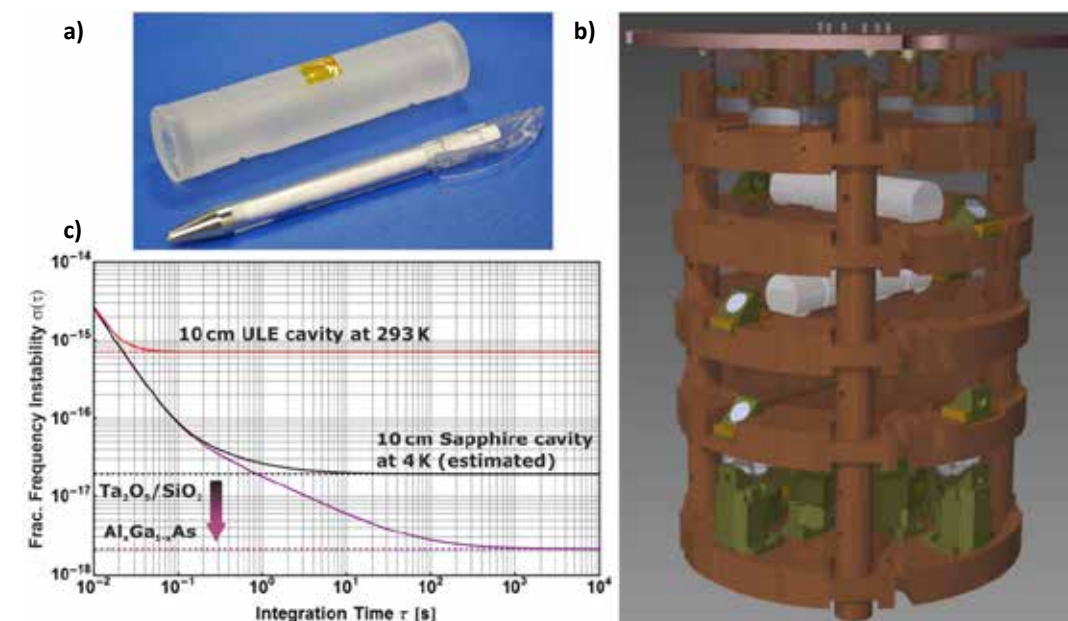 a)
b)
c)
10⁻¹⁴
10⁻¹⁵
10⁻¹⁶
10⁻¹⁷
10⁻¹⁸
Frac. Frequency Instability σ(τ)
10 cm ULE cavity at 293 K
10 cm Sapphire cavity
at 4 K (estimated)
Ta₂O₅/SiO₂
AlₓGa₁₋ₓAs
10⁻² 10⁻¹ 10⁰ 10¹ 10² 10³ 10⁴
Integration Time τ [s]